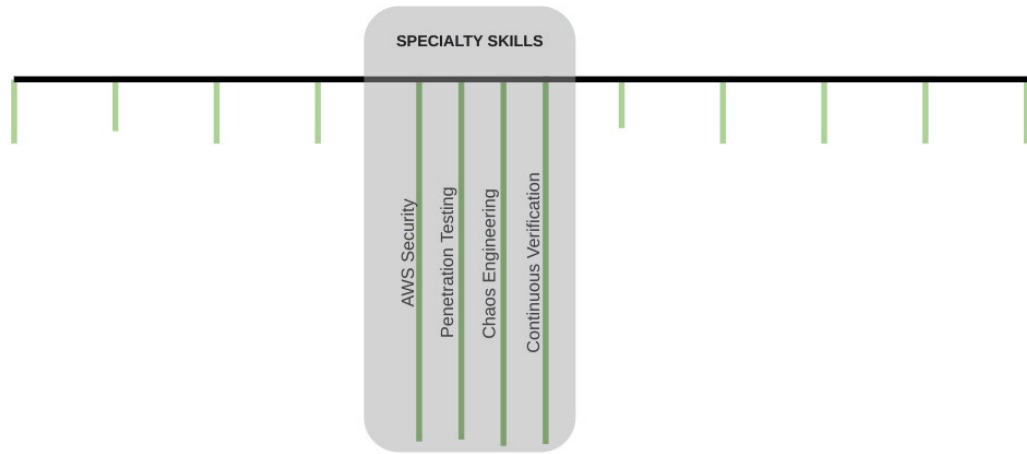 SPECIALTY SKILLS
AWS Security
Penetration Testing
Chaos Engineering
Continuous Verification